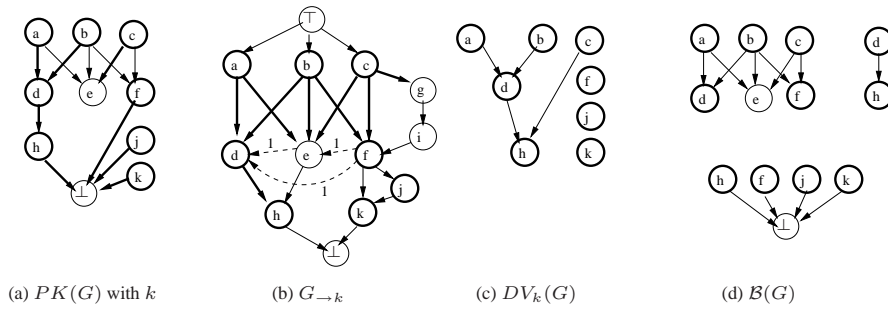 a b c
d e f
h j
k
⊥
(a) PK(G) with k
⊤
a b c
g
i
d 1 e 1 f
1
h k j
⊥
(b) G→k
a b c
d f
j
h k
(c) DVk(G)
a b c d
d e f h
h f j k
⊥
(d) B(G)